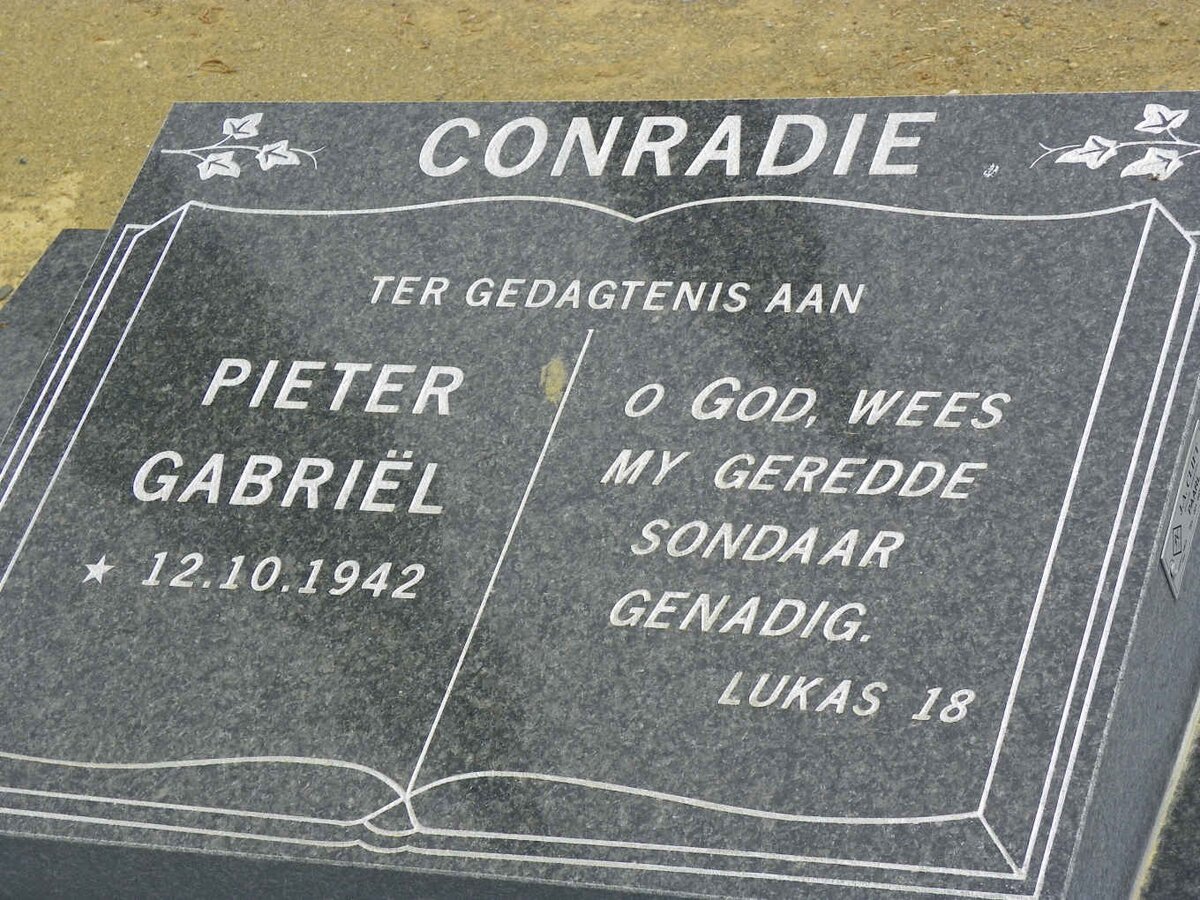 CONRADIE
TER GEDAGTENIS AAN
PIETER
GABRIËL
★ 12.10.1942
O GOD, WEES
MY GEREDDE
SONDAAR
GENADIG.
LUKAS 18